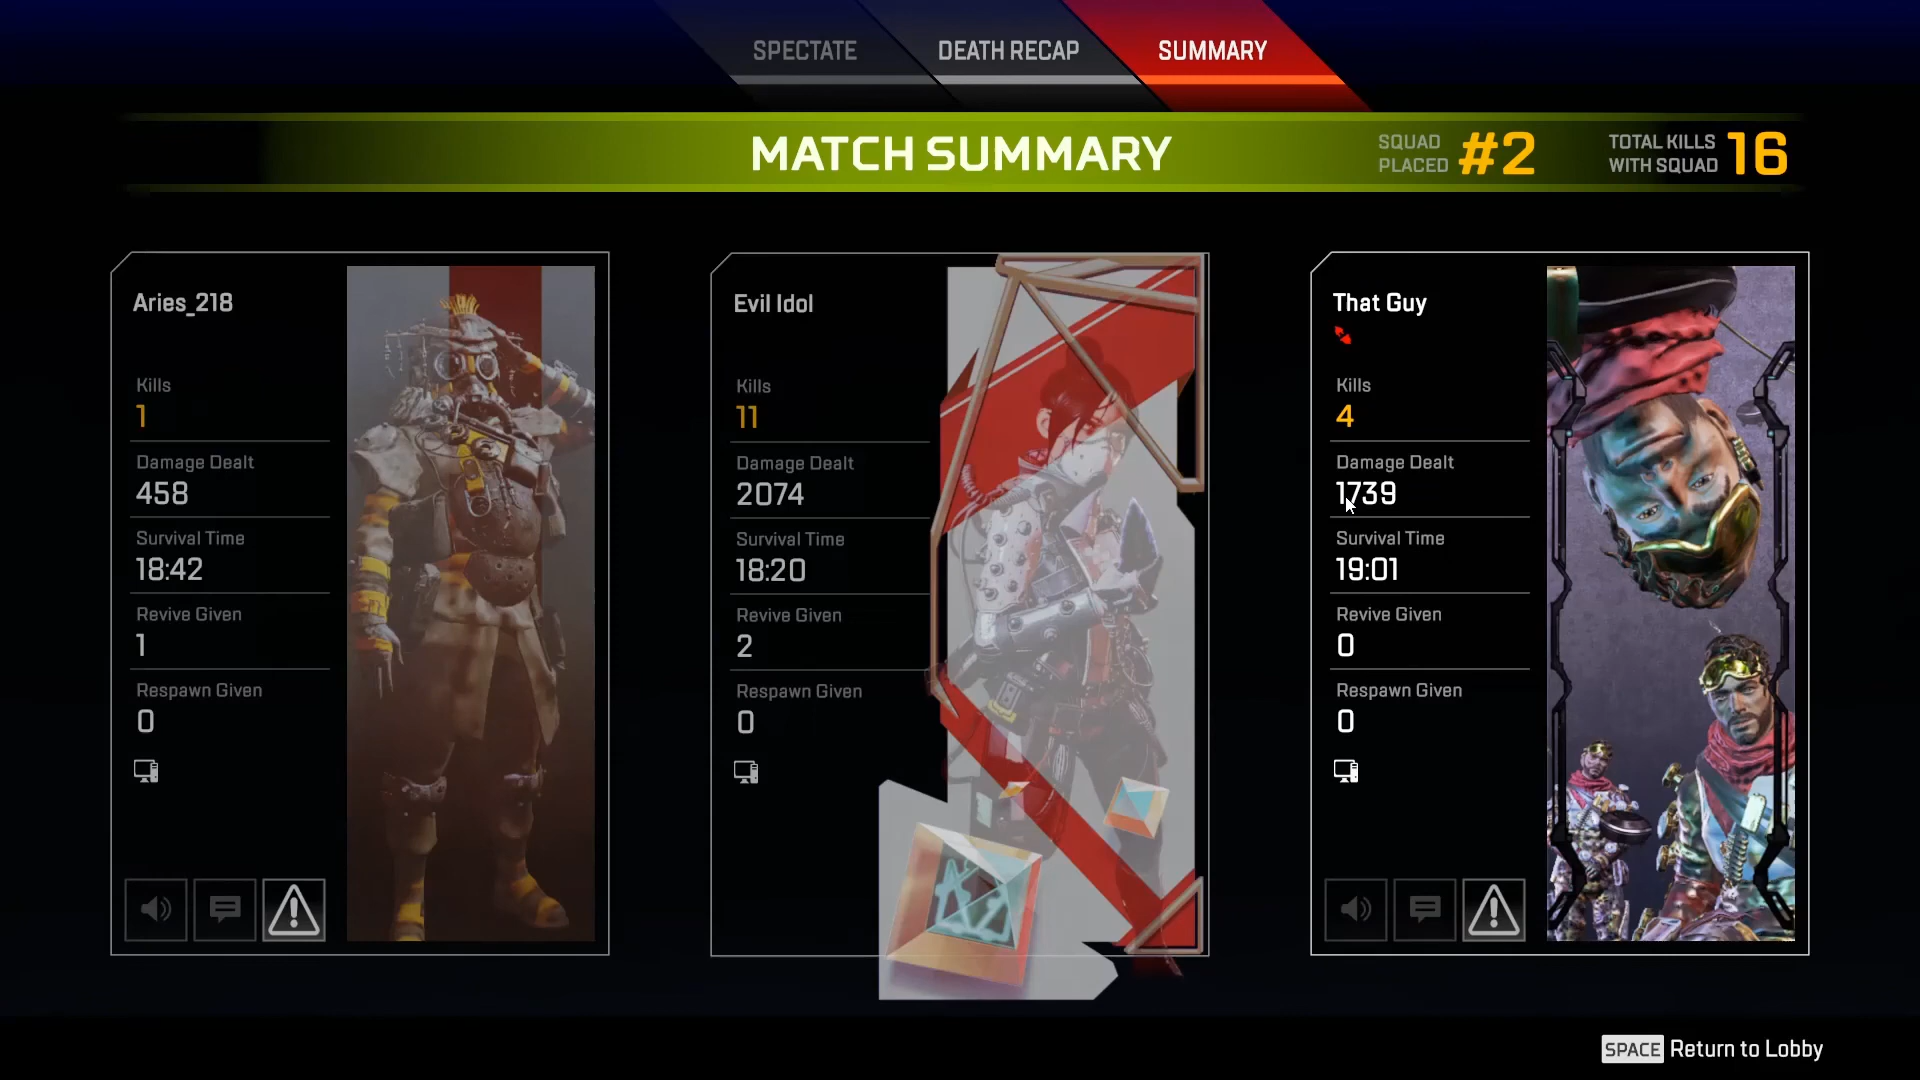 SPECTATE
DEATH RECAP
SUMMARY
MATCH SUMMARY
SQUAD PLACED #2
TOTAL KILLS WITH SQUAD 16
Aries_218
Kills
1
Damage Dealt
458
Survival Time
18:42
Revive Given
1
Respawn Given
0
Evil Idol
Kills
11
Damage Dealt
2074
Survival Time
18:20
Revive Given
2
Respawn Given
0
That Guy
Kills
4
Damage Dealt
1739
Survival Time
19:01
Revive Given
0
Respawn Given
0
SPACE Return to Lobby